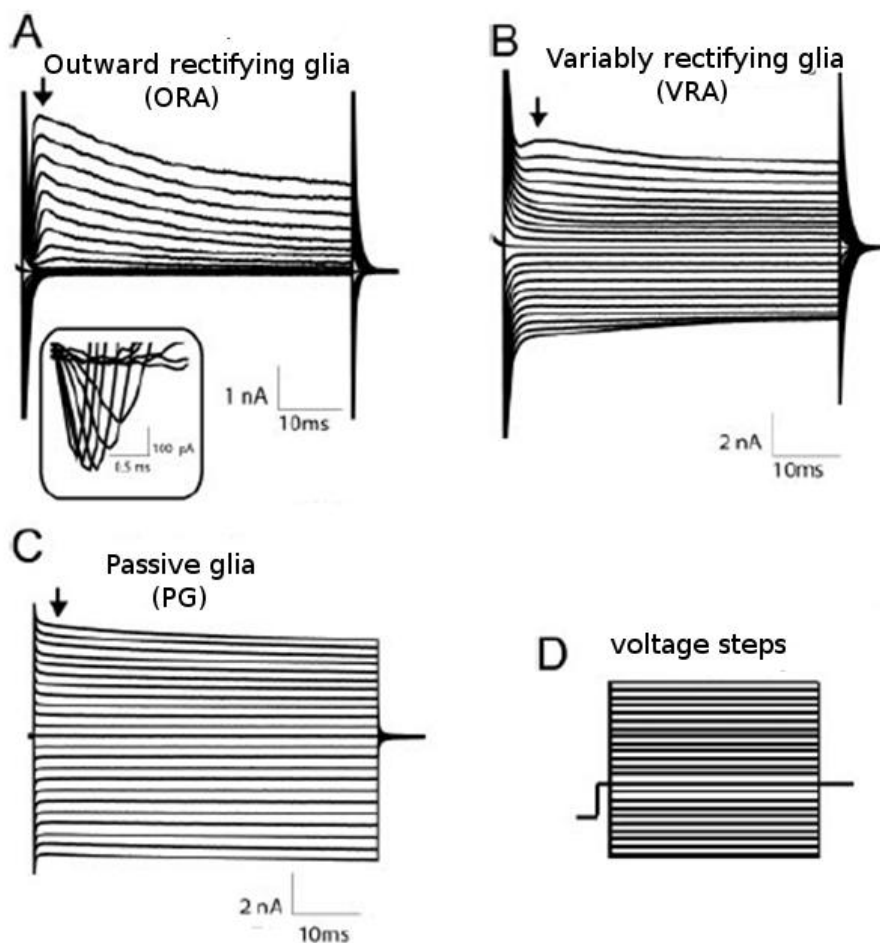 A
Outward rectifying glia
(ORA)
1 nA
10ms
100 pA
0.5 ms
B
Variably rectifying glia
(VRA)
2 nA
10ms
C
Passive glia
(PG)
2 nA
10ms
D
voltage steps